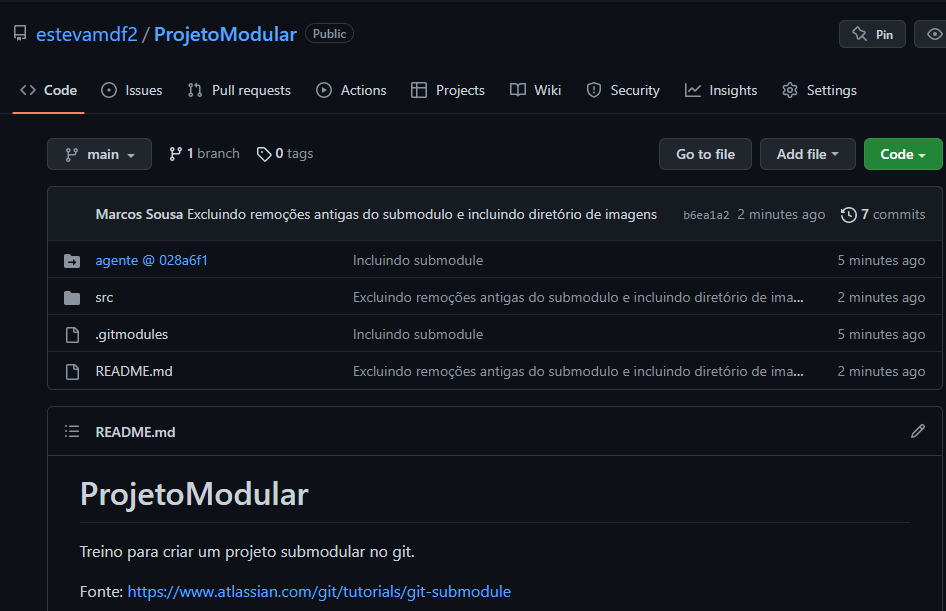 estevamdf2 / ProjetoModular Public Pin
Code Issues Pull requests Actions Projects Wiki Security Insights Settings
main 1 branch 0 tags Go to file Add file Code
Marcos Sousa Excluindo remoções antigas do submodulo e incluindo diretório de imagens b6ea1a2 2 minutes ago 7 commits
agente @ 028a6f1 Incluindo submodule 5 minutes ago
src Excluindo remoções antigas do submodulo e incluindo diretório de ima... 2 minutes ago
.gitmodules Incluindo submodule 5 minutes ago
README.md Excluindo remoções antigas do submodulo e incluindo diretório de ima... 2 minutes ago
README.md
ProjetoModular
Treino para criar um projeto submodular no git.
Fonte: https://www.atlassian.com/git/tutorials/git-submodule